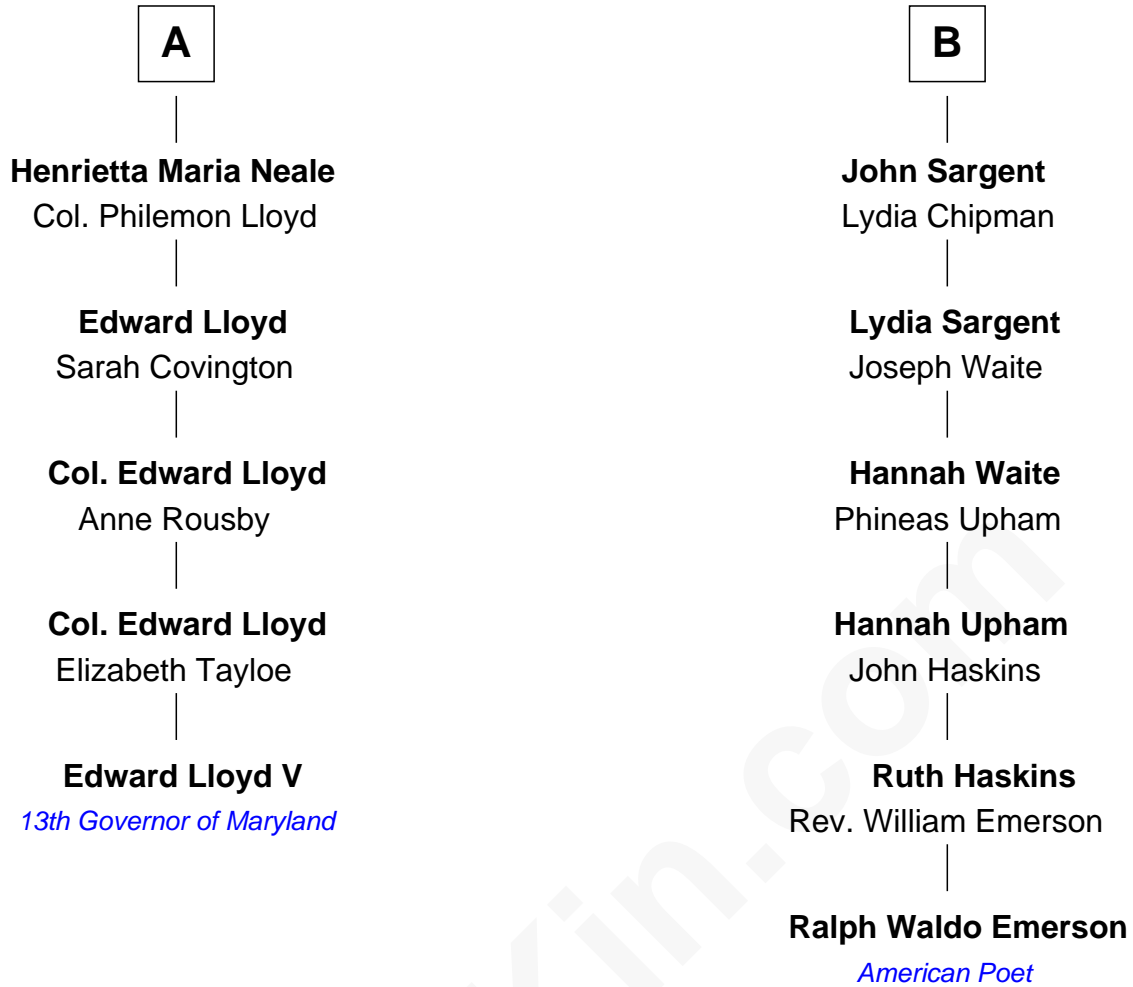 A
Henrietta Maria Neale
Col. Philemon Lloyd
Edward Lloyd
Sarah Covington
Col. Edward Lloyd
Anne Rousby
Col. Edward Lloyd
Elizabeth Tayloe
Edward Lloyd V
13th Governor of Maryland
B
John Sargent
Lydia Chipman
Lydia Sargent
Joseph Waite
Hannah Waite
Phineas Upham
Hannah Upham
John Haskins
Ruth Haskins
Rev. William Emerson
Ralph Waldo Emerson
American Poet